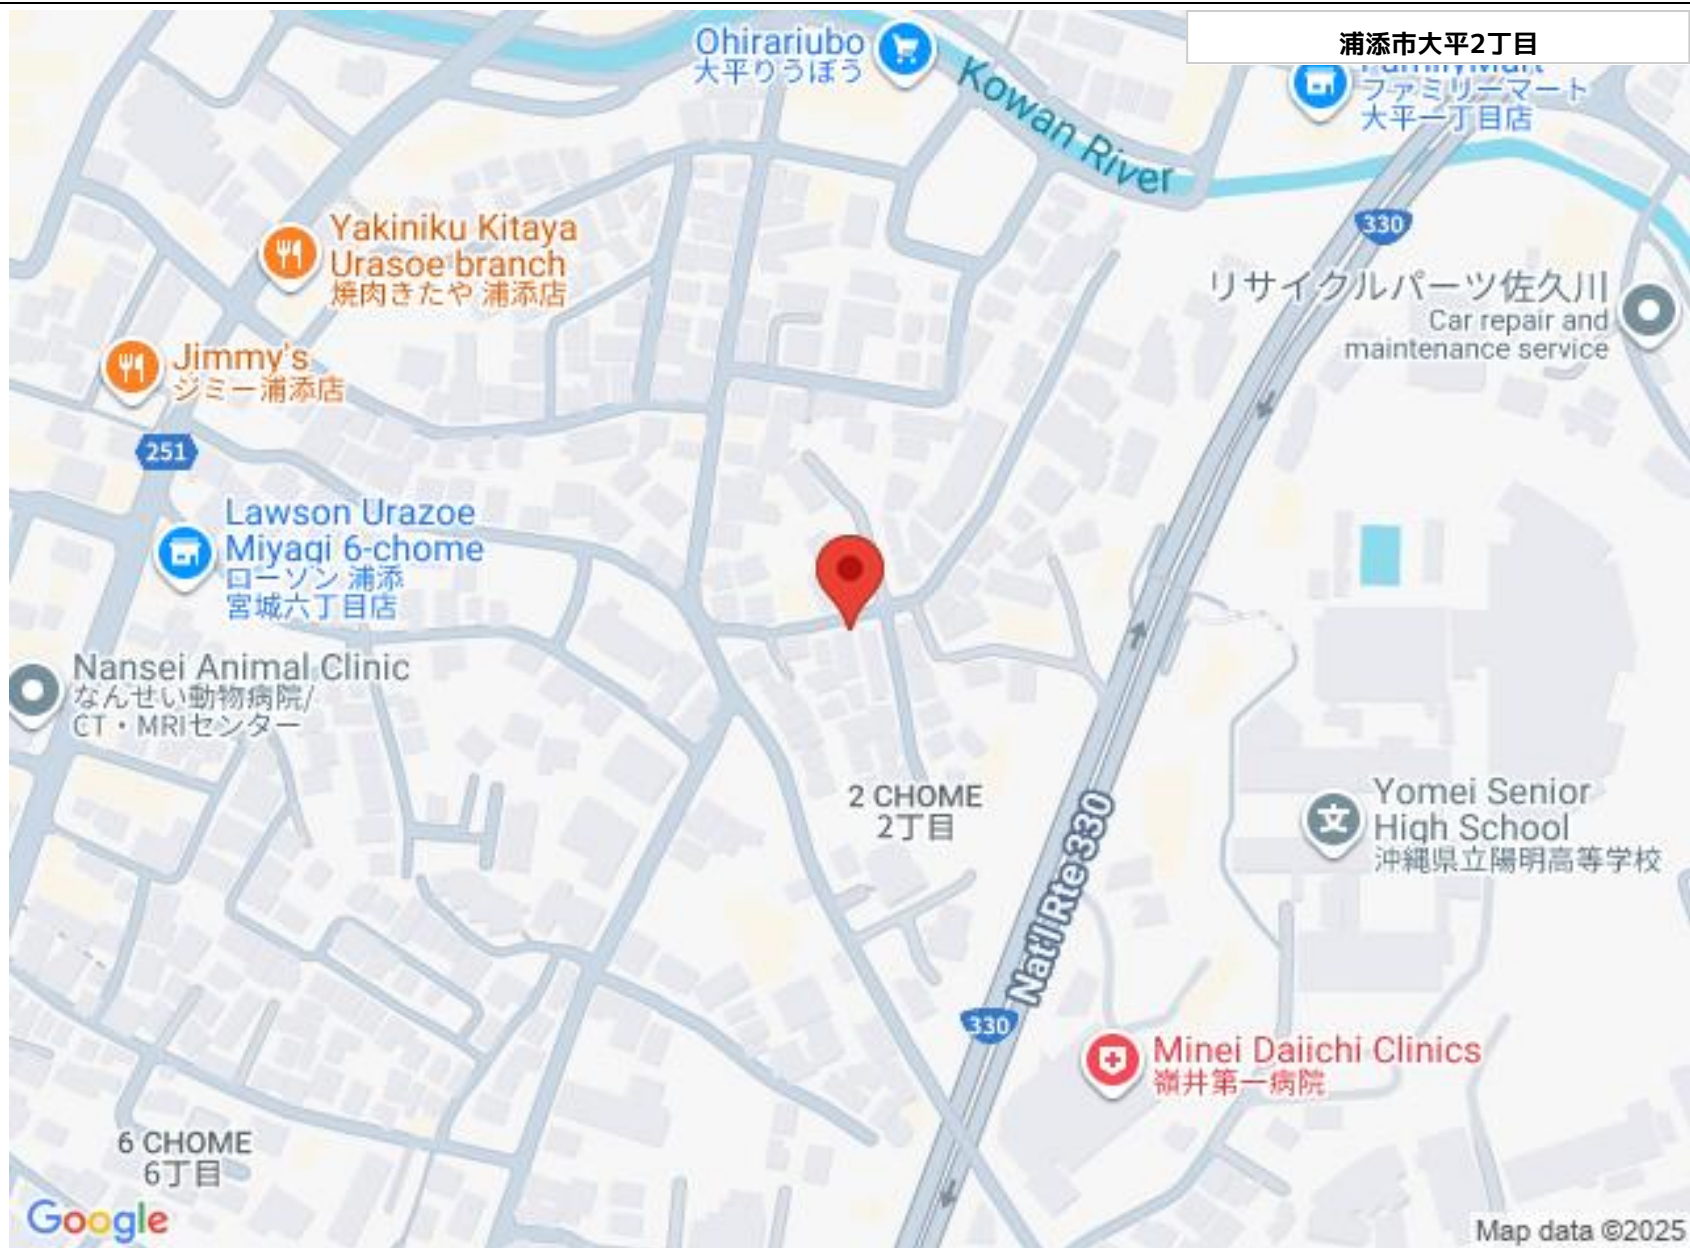 浦添市大平2丁目
Ohirariubo
大平りうぼう
Kowan River
FamilyMart
ファミリーマート
大平一丁目店
330
Yakiniku Kitaya
Urasoe branch
焼肉きたや 浦添店
リサイクルパーツ佐久川
Car repair and
maintenance service
Jimmy's
ジミー浦添店
251
Lawson Urazoe
Miyagi 6-chome
ローソン 浦添
宮城六丁目店
Nansei Animal Clinic
なんせい動物病院/
CT・MRIセンター
2 CHOME
2丁目
Yomei Senior
High School
沖縄県立陽明高等学校
Nat'l Rte 330
330
Minei Daiichi Clinics
嶺井第一病院
6 CHOME
6丁目
Google
Map data ©2025